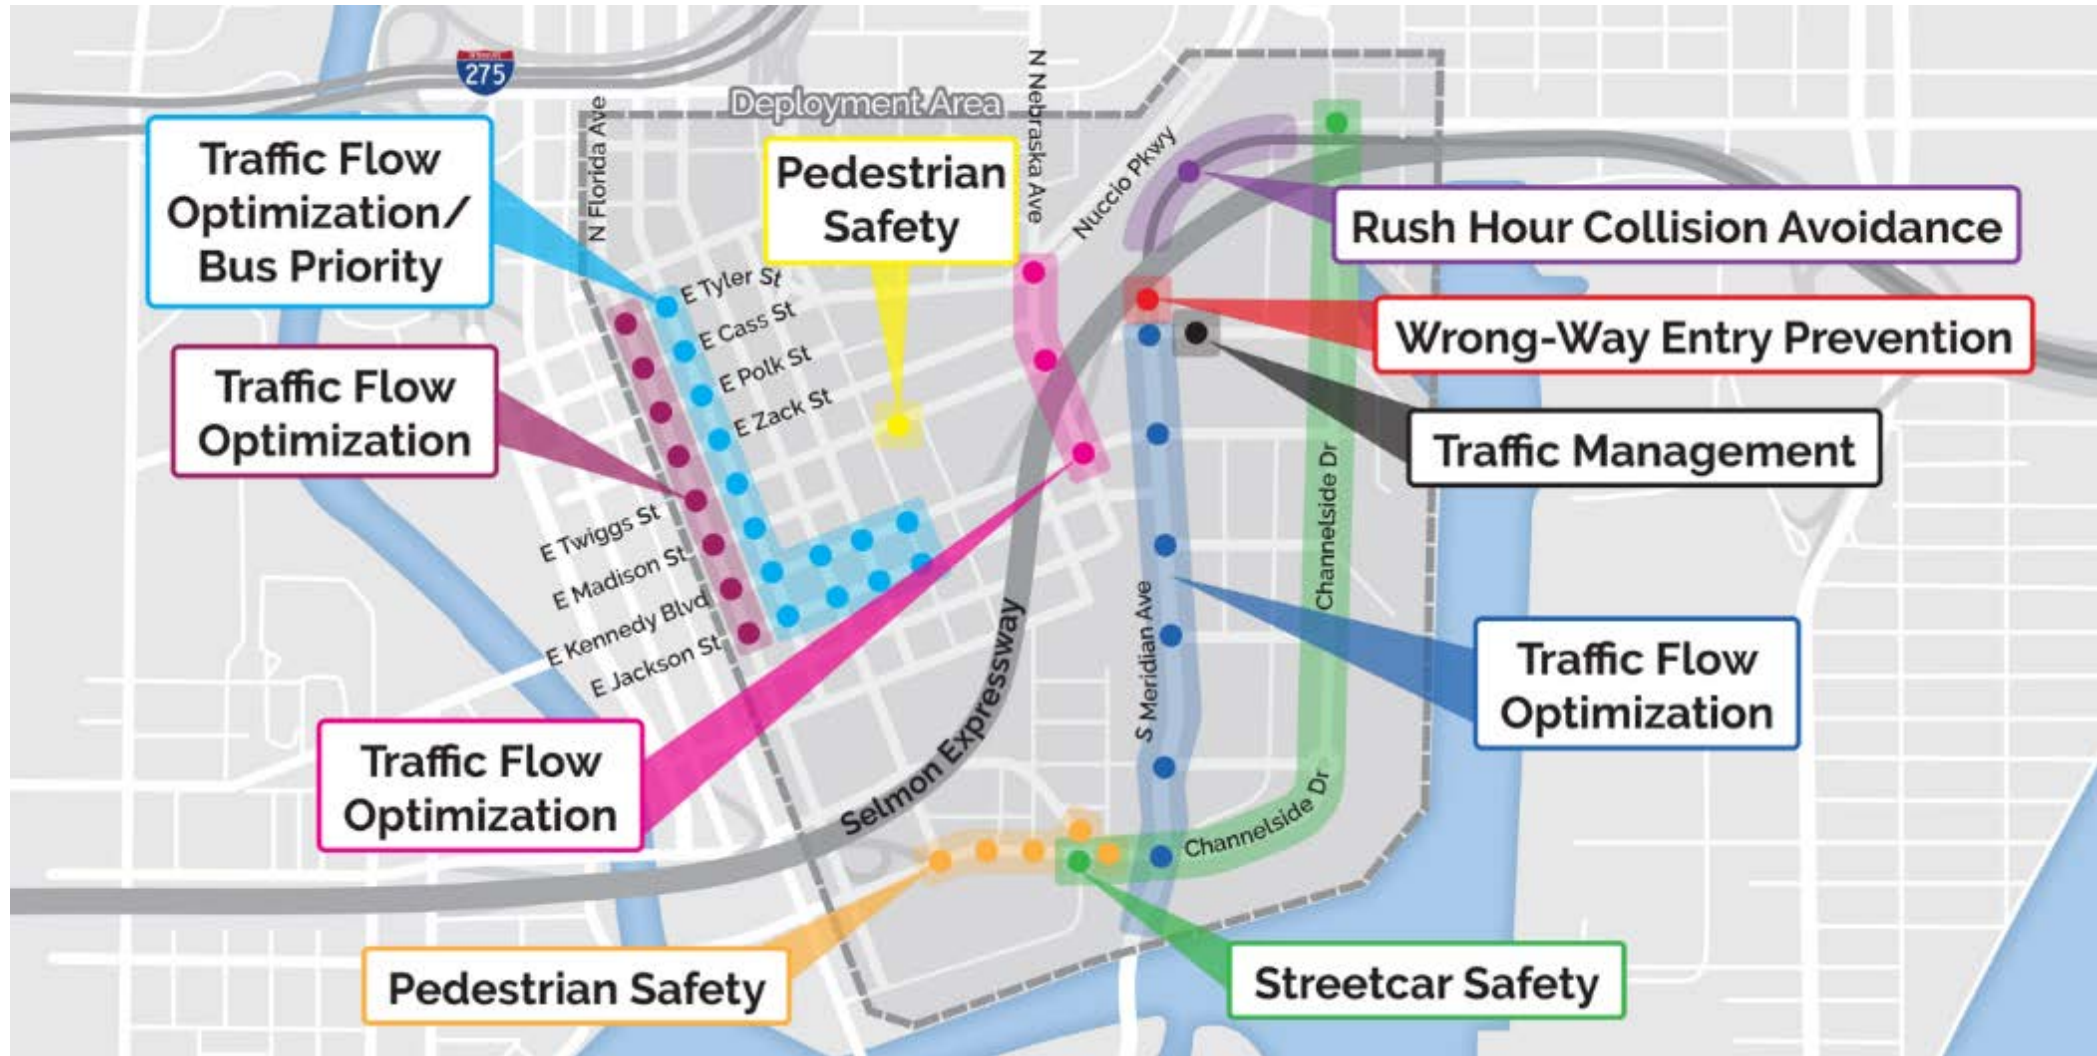 275
Deployment Area
N Florida Ave
N Nebraska Ave
Nuccio Pkwy
Traffic Flow
Optimization/
Bus Priority
Pedestrian
Safety
Rush Hour Collision Avoidance
E Tyler St
E Cass St
E Polk St
E Zack St
Wrong-Way Entry Prevention
Traffic Flow
Optimization
Traffic Management
Channelside Dr
E Twiggs St
E Madison St
E Kennedy Blvd
E Jackson St
S Meridian Ave
Selmon Expressway
Traffic Flow
Optimization
Traffic Flow
Optimization
Channelside Dr
Pedestrian Safety
Streetcar Safety